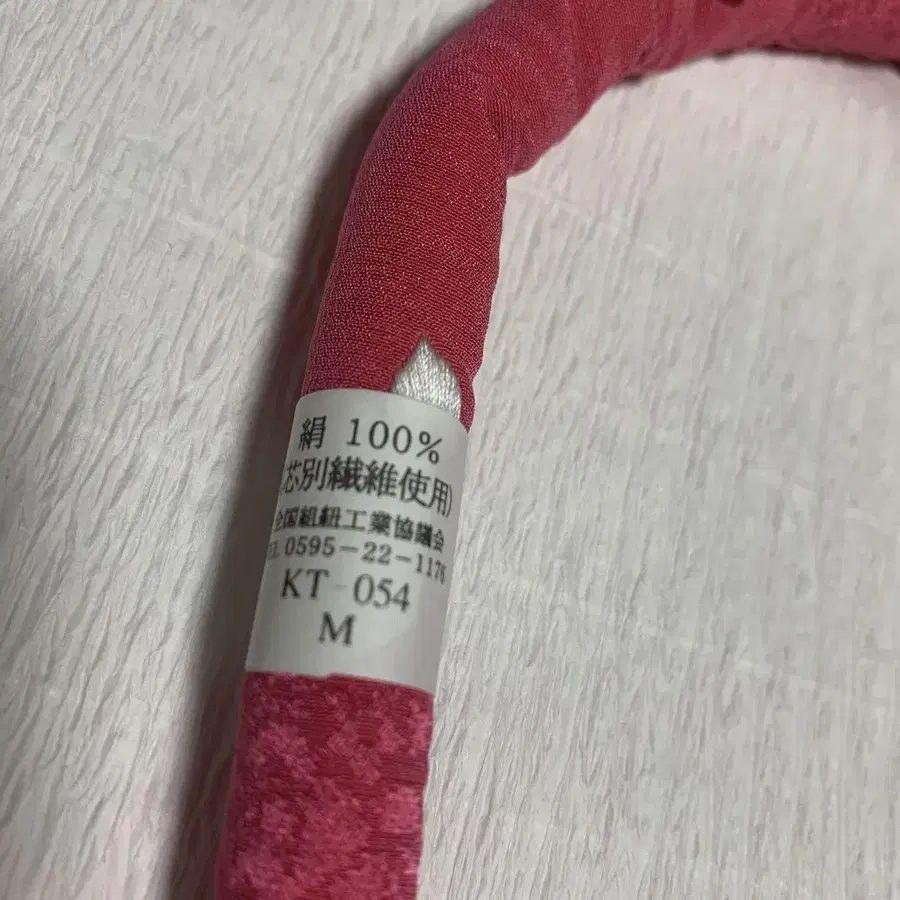 絹 100%
(芯別繊維使用)
全国組紐工業協議会
TEL 0595-22-1176
KT-054
M